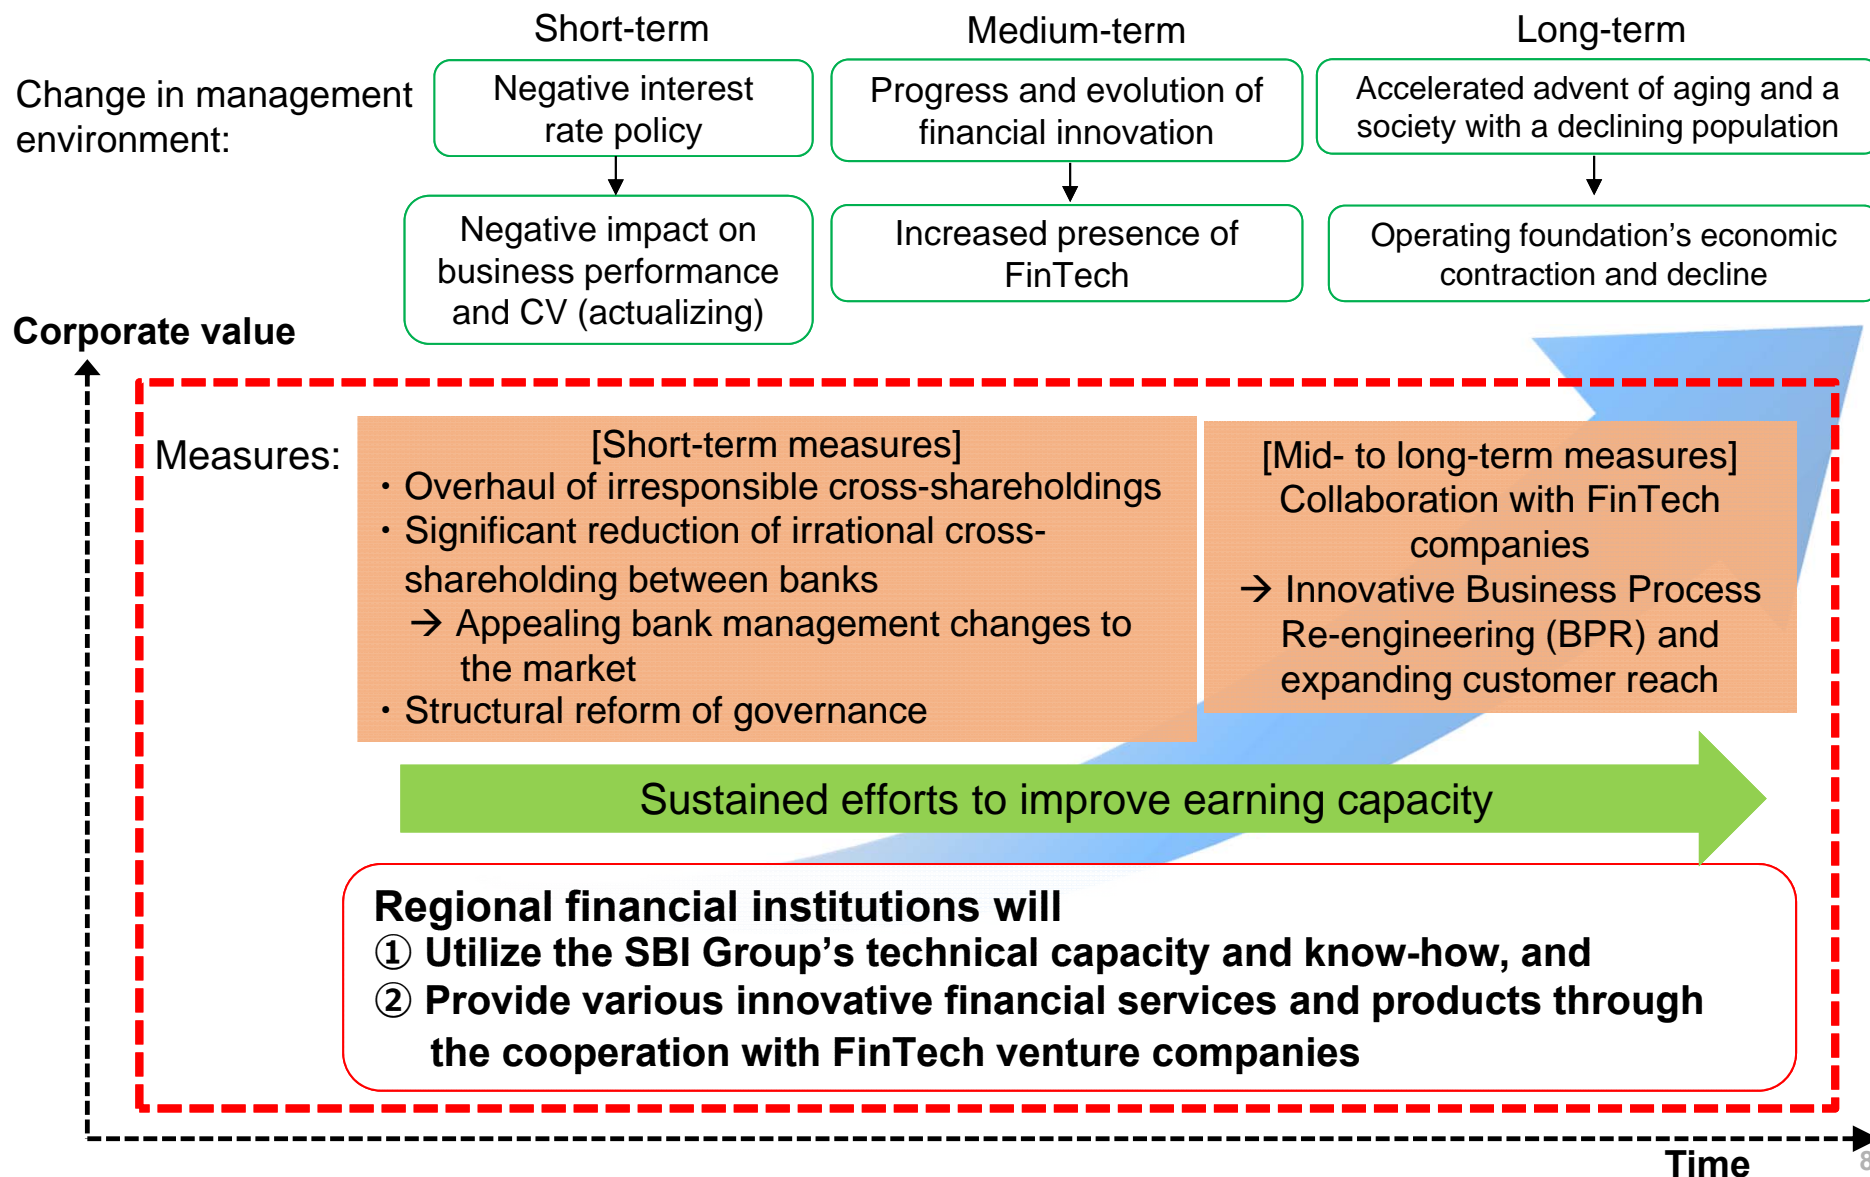 Short-term
Medium-term
Long-term
Change in management
environment:
Negative interest
rate policy
Progress and evolution of
financial innovation
Accelerated advent of aging and a
society with a declining population
Negative impact on
business performance
and CV (actualizing)
Increased presence of
FinTech
Operating foundation’s economic
contraction and decline
Corporate value
Measures:
[Short-term measures]
・Overhaul of irresponsible cross-shareholdings
・Significant reduction of irrational cross-
shareholding between banks
→ Appealing bank management changes to
the market
・Structural reform of governance
[Mid- to long-term measures]
Collaboration with FinTech
companies
→ Innovative Business Process
Re-engineering (BPR) and
expanding customer reach
Sustained efforts to improve earning capacity
Regional financial institutions will
① Utilize the SBI Group’s technical capacity and know-how, and
② Provide various innovative financial services and products through
the cooperation with FinTech venture companies
Time
8